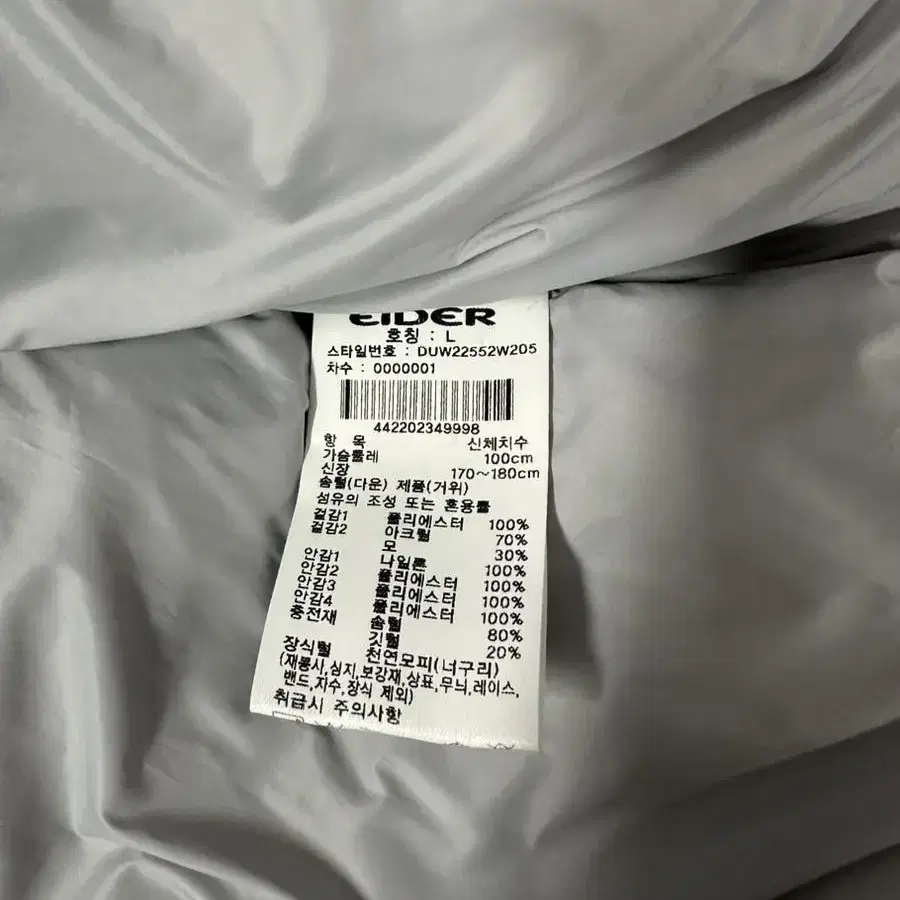 EIDER
호칭 : L
스타일번호 : DUW22552W205
차수 : 0000001
442202349998
항 목 신체치수
가슴둘레 100cm
신장 170~180cm
솜털(다운) 제품(거위)
섬유의 조성 또는 혼용률
겉감1 폴리에스터 100%
겉감2 아크릴 70%
모 30%
안감1 나일론 100%
안감2 폴리에스터 100%
안감3 폴리에스터 100%
안감4 폴리에스터 100%
충전재 솜털 80%
깃털 20%
장식털 천연모피(너구리)
(재봉사,심지,보강재,상표,무늬,레이스,
밴드,자수,장식 제외)
취급시 주의사항